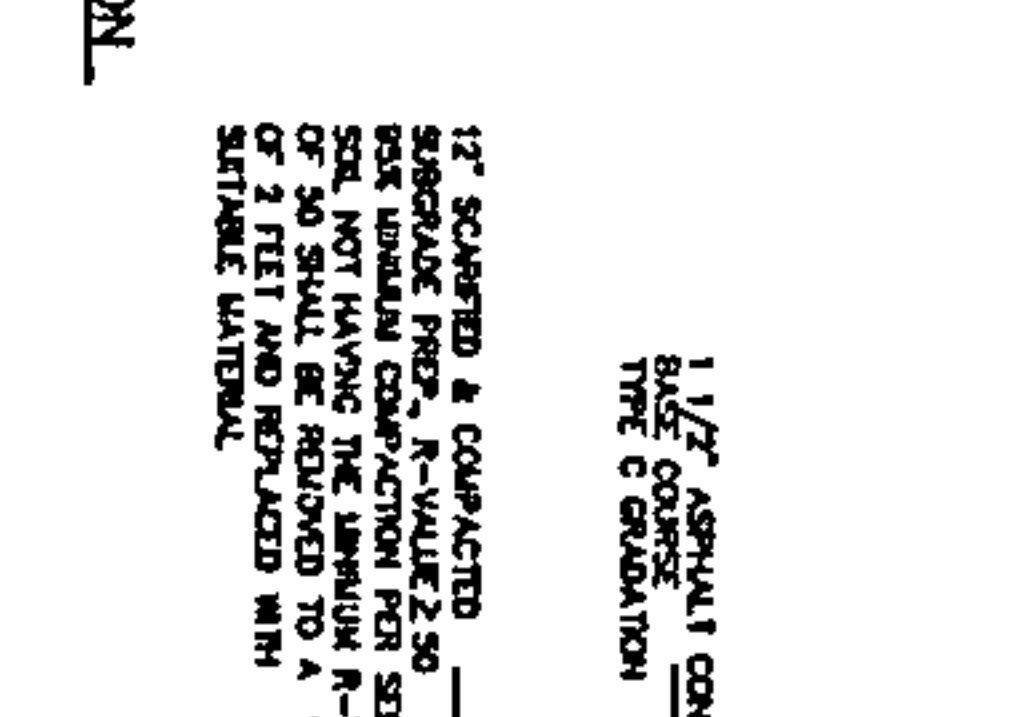 ON
1 1/2" ASPHALT CON
BASE COURSE
TYPE C GRADATION
12" SCARIFIED & COMPACTED
SUBGRADE PREP., R-VALUE ≥ 50
95% MINIMUM COMPACTION PER SE
SOIL NOT HAVING THE MINIMUM R-
OF 50 SHALL BE REMOVED TO A
OF 2 FEET AND REPLACED WITH
SUITABLE MATERIAL